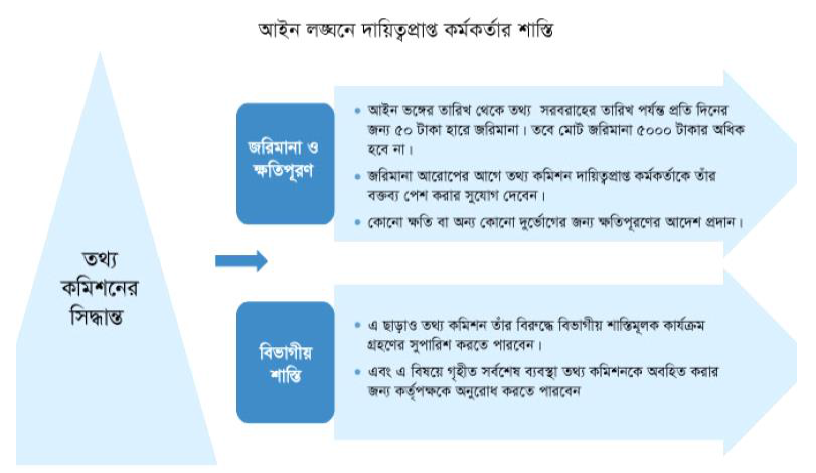 আইন লঙ্ঘনে দায়িত্বপ্রাপ্ত কর্মকর্তার শাস্তি
তথ্য
কমিশনের
সিদ্ধান্ত
জরিমানা ও
ক্ষতিপূরণ
• আইন ভঙ্গের তারিখ থেকে তথ্য সরবরাহের তারিখ পর্যন্ত প্রতি দিনের
জন্য ৫০ টাকা হারে জরিমানা। তবে মোট জরিমানা ৫০০০ টাকার অধিক
হবে না।
• জরিমানা আরোপের আগে তথ্য কমিশন দায়িত্বপ্রাপ্ত কর্মকর্তাকে তাঁর
বক্তব্য পেশ করার সুযোগ দেবেন।
• কোনো ক্ষতি বা অন্য কোনো দুর্ভোগের জন্য ক্ষতিপূরণের আদেশ প্রদান।
বিভাগীয়
শাস্তি
• এ ছাড়াও তথ্য কমিশন তাঁর বিরুদ্ধে বিভাগীয় শাস্তিমূলক কার্যক্রম
গ্রহণের সুপারিশ করতে পারবেন।
• এবং এ বিষয়ে গৃহীত সর্বশেষ ব্যবস্থা তথ্য কমিশনকে অবহিত করার
জন্য কর্তৃপক্ষকে অনুরোধ করতে পারবেন